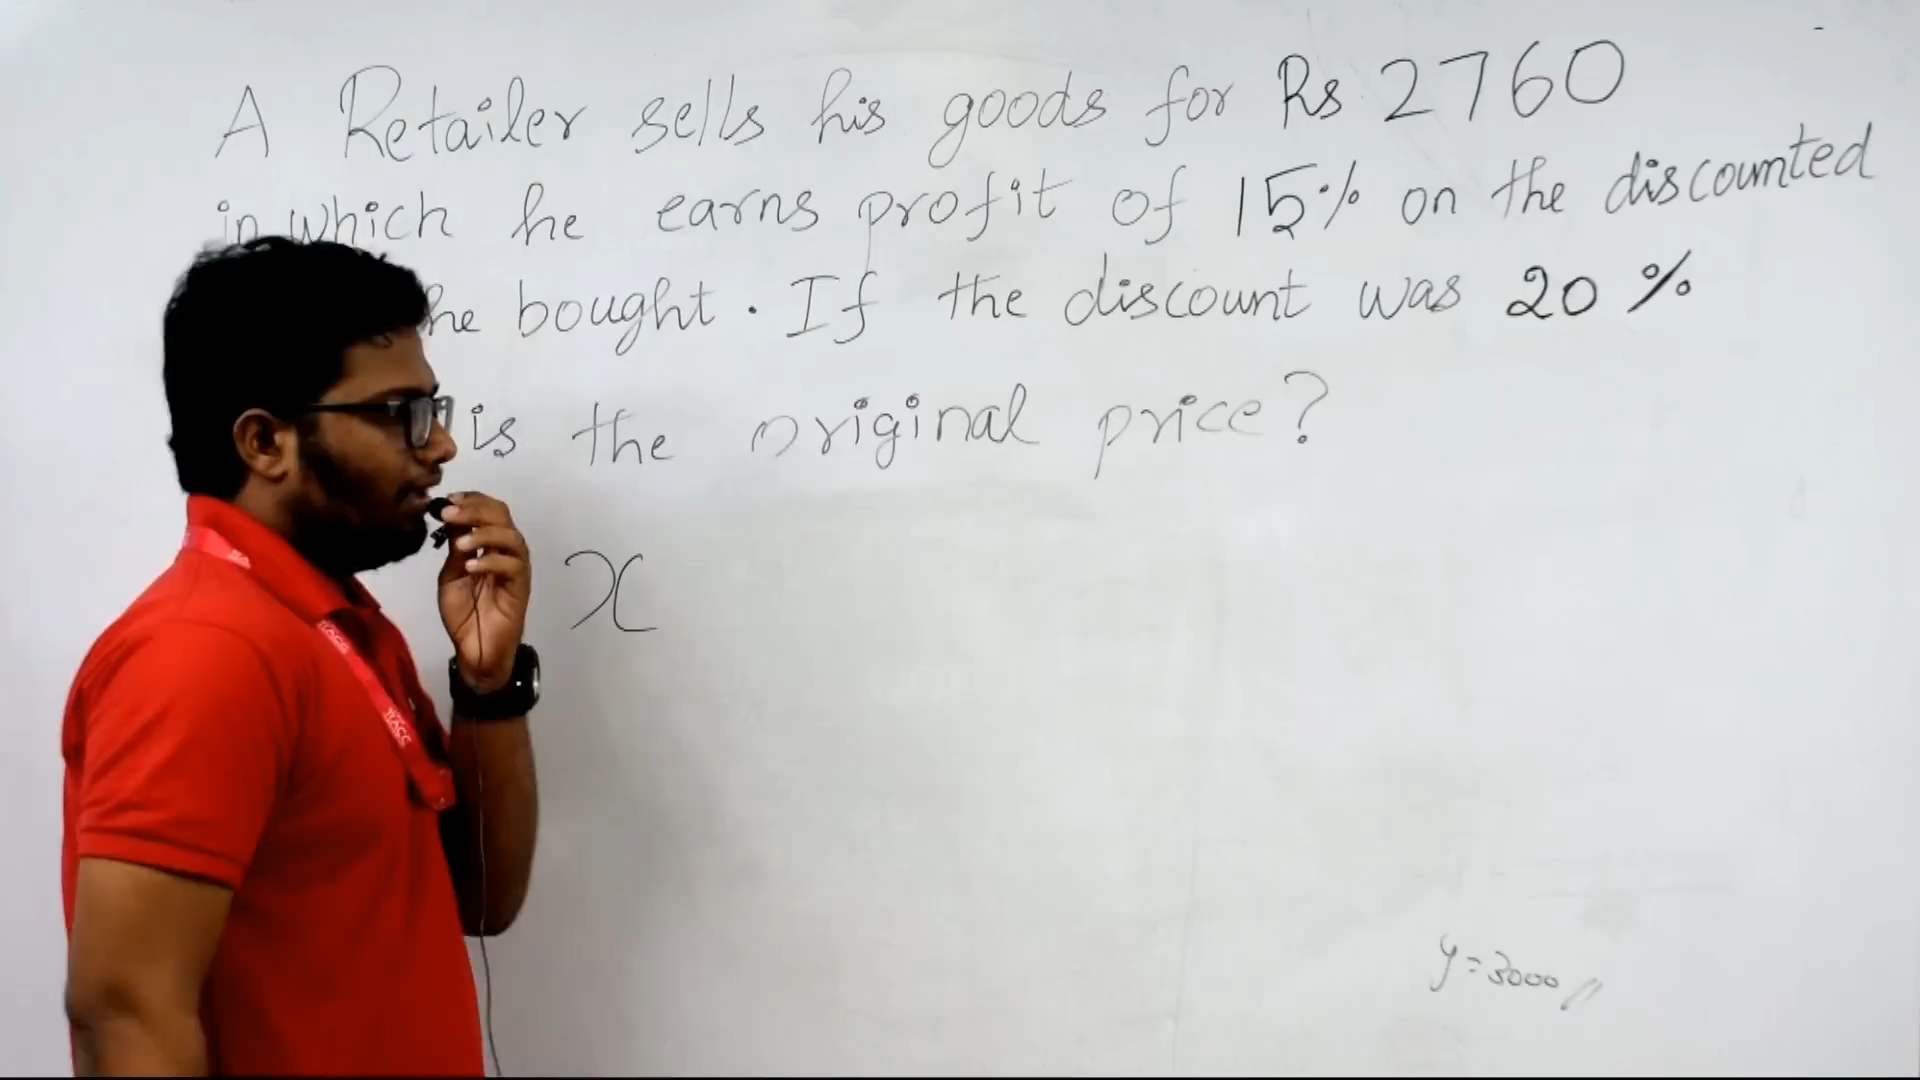 A Retailer sells his goods for Rs 2760
in which he earns profit of 15% on the discounted
he bought. If the discount was 20%
is the original price?
x
y = 3000 //